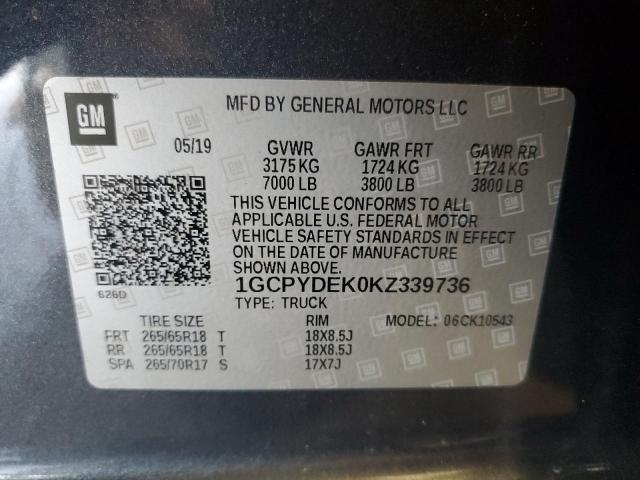 GM
MFD BY GENERAL MOTORS LLC
05/19 GVWR GAWR FRT GAWR RR
3175 KG 1724 KG 1724 KG
7000 LB 3800 LB 3800 LB
THIS VEHICLE CONFORMS TO ALL
APPLICABLE U.S. FEDERAL MOTOR
VEHICLE SAFETY STANDARDS IN EFFECT
ON THE DATE OF MANUFACTURE
SHOWN ABOVE
626D
1GCPYDEK0KZ339736
TYPE: TRUCK
TIRE SIZE RIM MODEL: 06CK10543
FRT 265/65R18 T 18X8.5J
RR 265/65R18 T 18X8.5J
SPA 265/70R17 S 17X7J